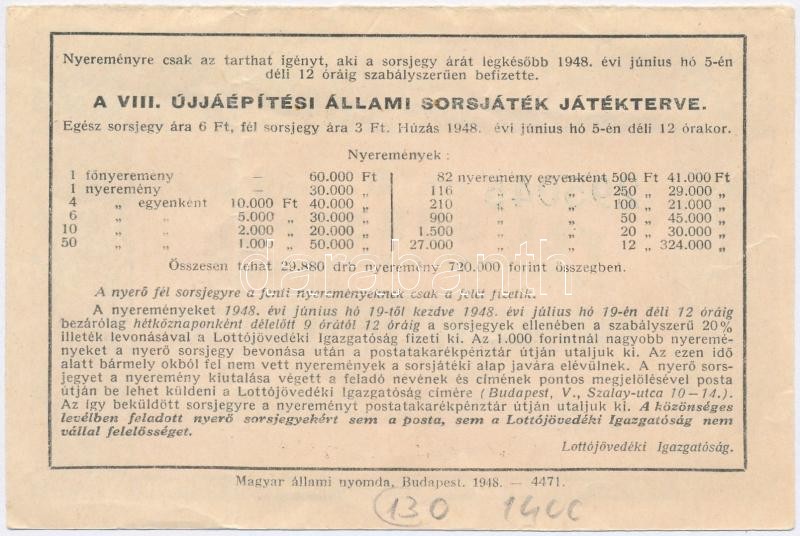 Nyereményre csak az tarthat igényt, aki a sorsjegy árát legkésőbb 1948. évi június hó 5-én
déli 12 óráig szabályszerűen befizette.
A VIII. ÚJJÁÉPÍTÉSI ÁLLAMI SORSJÁTÉK JÁTÉKTERVE.
Egész sorsjegy ára 6 Ft, fél sorsjegy ára 3 Ft. Húzás 1948. évi június hó 5-én déli 12 órakor.
Nyeremények :
1 főnyeremény — 60.000 Ft
1 nyeremény — 30.000 „
4 „ egyenként 10.000 Ft 40.000 „
6 „ „ 5.000 „ 30.000 „
10 „ „ 2.000 „ 20.000 „
50 „ „ 1.000 „ 50.000 „
82 nyeremény egyenként 500 Ft 41.000 Ft
116 „ „ 250 „ 29.000 „
210 „ „ 100 „ 21.000 „
900 „ „ 50 „ 45.000 „
1.500 „ „ 20 „ 30.000 „
27.000 „ „ 12 „ 324.000 „
Összesen tehát 29.880 drb nyeremény 720.000 forint összegben.
A nyerő fél sorsjegyre a fenti nyereményeknek csak a felét fizetik.
A nyereményeket 1948. évi június hó 19-től kezdve 1948. évi július hó 19-én déli 12 óráig
bezárólag hétköznaponként délelőtt 9 órától 12 óráig a sorsjegyek ellenében a szabályszerű 20%
illeték levonásával a Lottójövedéki Igazgatóság fizeti ki. Az 1.000 forintnál nagyobb nyeremé-
nyeket a nyerő sorsjegy bevonása után a postatakarékpénztár útján utaljuk ki. Az ezen idő
alatt bármely okból fel nem vett nyeremények a sorsjátéki alap javára elévülnek. A nyerő sors-
jegyet a nyeremény kiutalása végett a feladó nevének és címének pontos megjelölésével posta
útján be lehet küldeni a Lottójövedéki Igazgatóság címére (Budapest, V., Szalay-utca 10—14.).
Az így beküldött sorsjegyre a nyereményt postatakarékpénztár útján utaljuk ki. A közönséges
levélben feladott nyerő sorsjegyekért sem a posta, sem a Lottójövedéki Igazgatóság nem
vállal felelősséget.
Lottójövedéki Igazgatóság.
Magyar állami nyomda, Budapest. 1948. — 4471.
130
darabanth